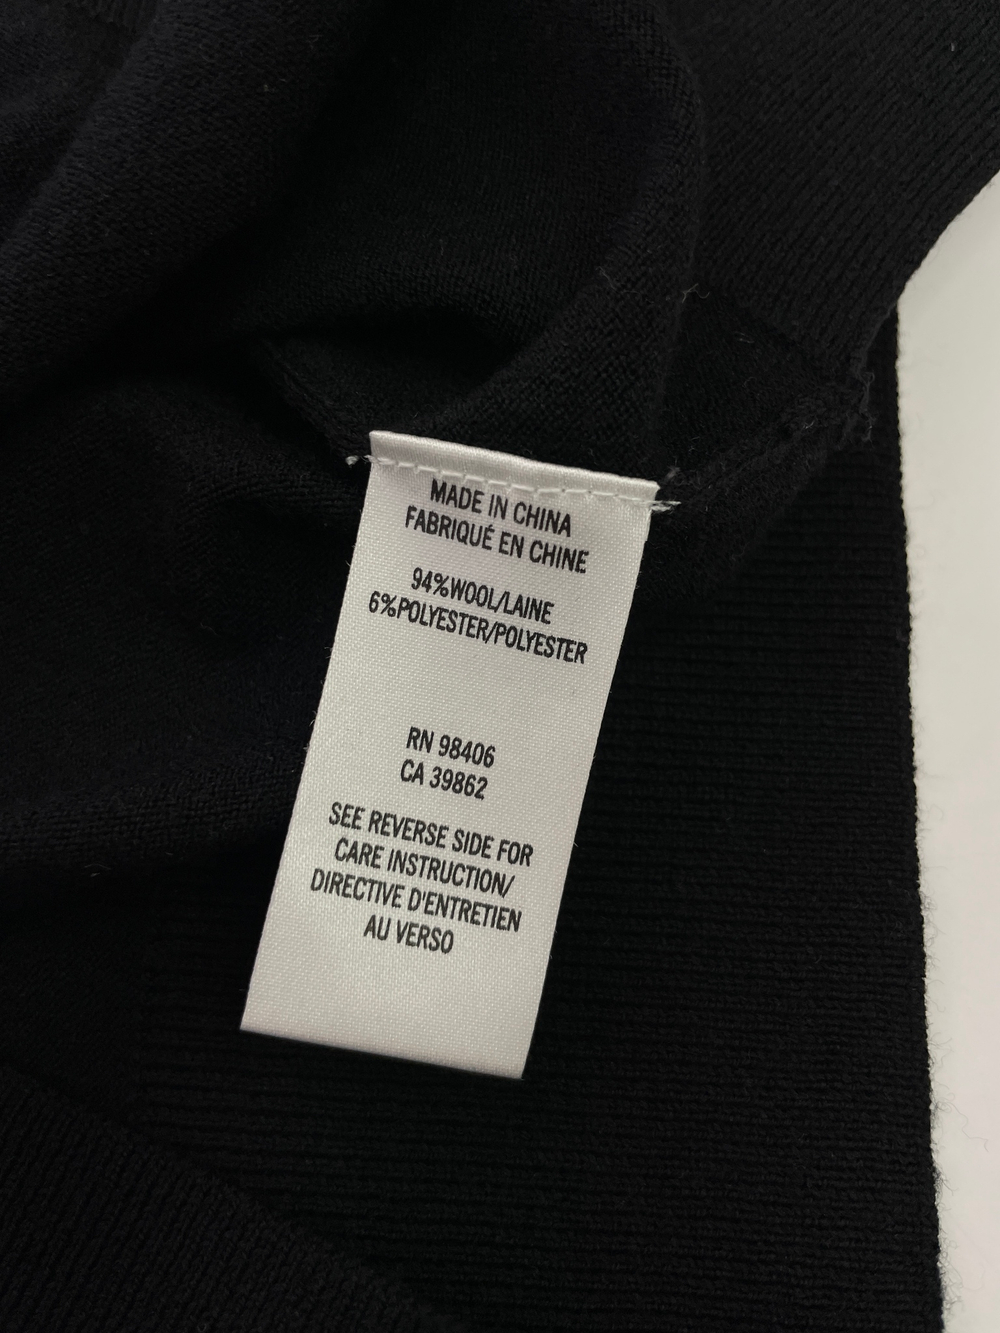 MADE IN CHINA
FABRIQUÉ EN CHINE
94%WOOL/LAINE
6%POLYESTER/POLYESTER
RN 98406
CA 39862
SEE REVERSE SIDE FOR
CARE INSTRUCTION/
DIRECTIVE D'ENTRETIEN
AU VERSO